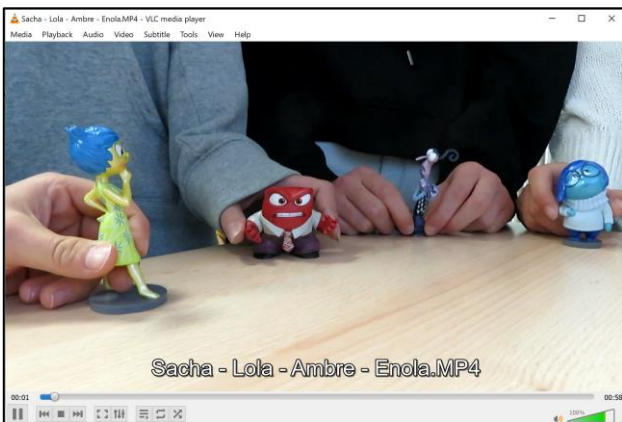 Sacha - Lola - Ambre - Enola.MP4 - VLC media player
Media Playback Audio Video Subtitle Tools View Help
Sacha - Lola - Ambre - Enola.MP4
00:01 00:58
100%